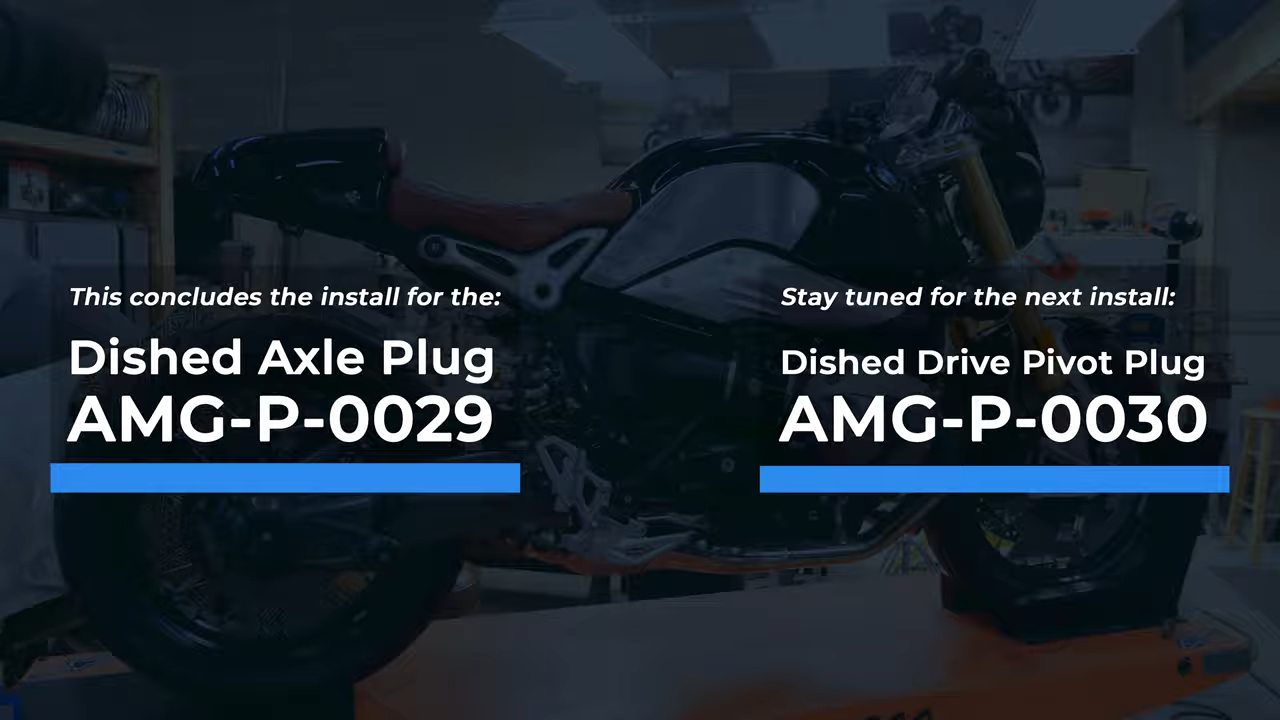 This concludes the install for the:
Dished Axle Plug
AMG-P-0029
Stay tuned for the next install:
Dished Drive Pivot Plug
AMG-P-0030